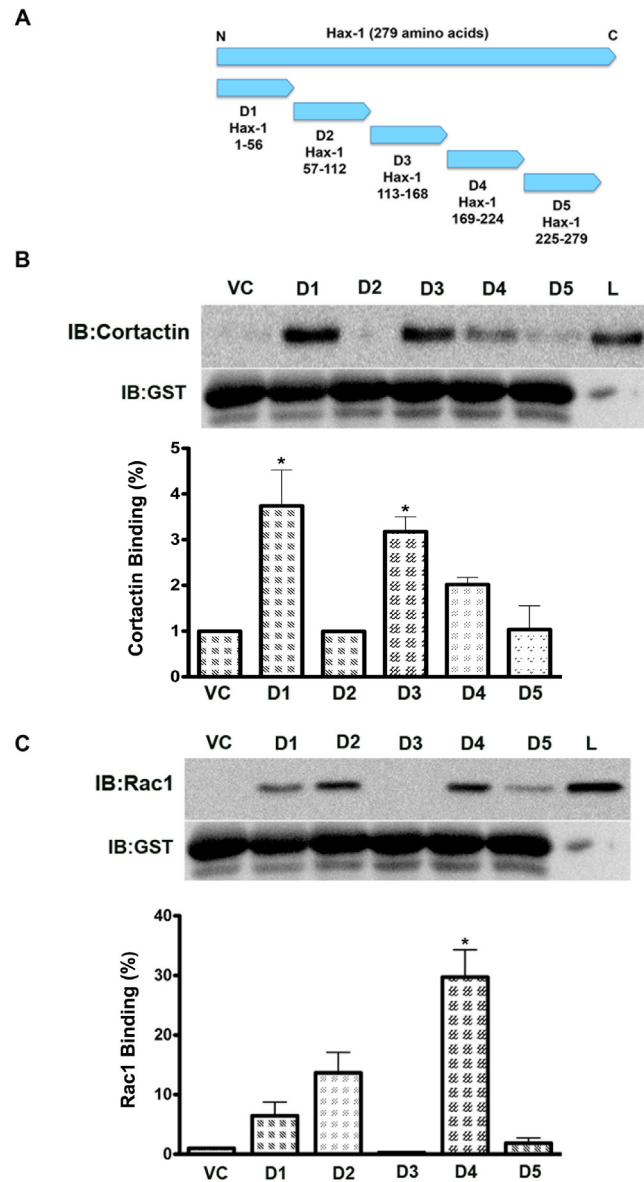 A
N Hax-1 (279 amino acids) C
D1
Hax-1
1-56
D2
Hax-1
57-112
D3
Hax-1
113-168
D4
Hax-1
169-224
D5
Hax-1
225-279
B
VC D1 D2 D3 D4 D5 L
IB:Cortactin
IB:GST
Cortactin Binding (%)
5
4
3
2
1
0
* *
VC D1 D2 D3 D4 D5
C
VC D1 D2 D3 D4 D5 L
IB:Rac1
IB:GST
Rac1 Binding (%)
40
30
20
10
0
*
VC D1 D2 D3 D4 D5